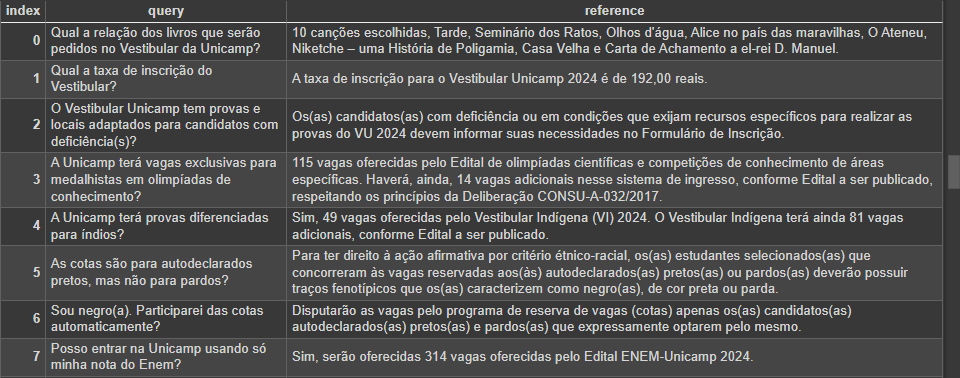 index query reference
0 Qual a relação dos livros que serão pedidos no Vestibular da Unicamp? 10 canções escolhidas, Tarde, Seminário dos Ratos, Olhos d'água, Alice no país das maravilhas, O Ateneu, Niketche – uma História de Poligamia, Casa Velha e Carta de Achamento a el-rei D. Manuel.
1 Qual a taxa de inscrição do Vestibular? A taxa de inscrição para o Vestibular Unicamp 2024 é de 192,00 reais.
2 O Vestibular Unicamp tem provas e locais adaptados para candidatos com deficiência(s)? Os(as) candidatos(as) com deficiência ou em condições que exijam recursos específicos para realizar as provas do VU 2024 devem informar suas necessidades no Formulário de Inscrição.
3 A Unicamp terá vagas exclusivas para medalhistas em olimpíadas de conhecimento? 115 vagas oferecidas pelo Edital de olimpíadas científicas e competições de conhecimento de áreas específicas. Haverá, ainda, 14 vagas adicionais nesse sistema de ingresso, conforme Edital a ser publicado, respeitando os princípios da Deliberação CONSU-A-032/2017.
4 A Unicamp terá provas diferenciadas para índios? Sim, 49 vagas oferecidas pelo Vestibular Indígena (VI) 2024. O Vestibular Indígena terá ainda 81 vagas adicionais, conforme Edital a ser publicado.
5 As cotas são para autodeclarados pretos, mas não para pardos? Para ter direito à ação afirmativa por critério étnico-racial, os(as) estudantes selecionados(as) que concorreram às vagas reservadas aos(às) autodeclarados(as) pretos(as) ou pardos(as) deverão possuir traços fenotípicos que os(as) caracterizem como negro(as), de cor preta ou parda.
6 Sou negro(a). Participarei das cotas automaticamente? Disputarão as vagas pelo programa de reserva de vagas (cotas) apenas os(as) candidatos(as) autodeclarados(as) pretos(as) e pardos(as) que expressamente optarem pelo mesmo.
7 Posso entrar na Unicamp usando só minha nota do Enem? Sim, serão oferecidas 314 vagas oferecidas pelo Edital ENEM-Unicamp 2024.